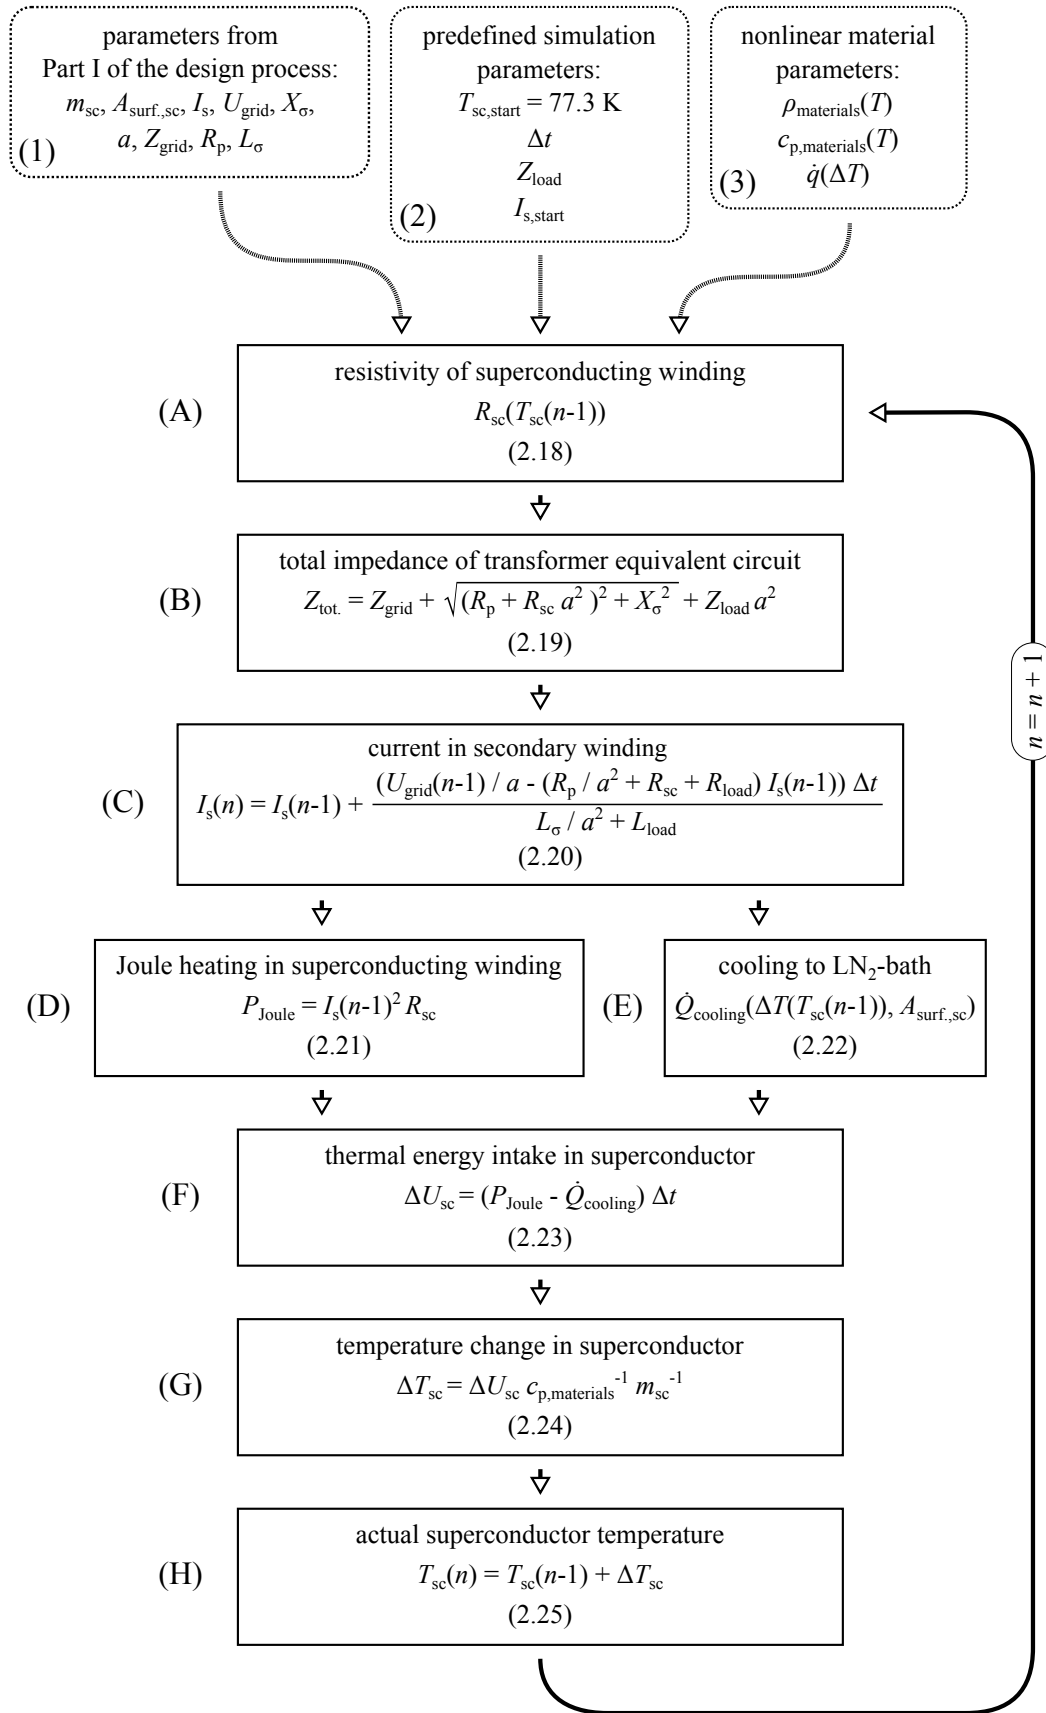 parameters from
Part I of the design process:
m_sc, A_surf.,sc, I_s, U_grid, X_σ,
a, Z_grid, R_p, L_σ
(1)
predefined simulation
parameters:
T_sc,start = 77.3 K
Δt
Z_load
I_s,start
(2)
nonlinear material
parameters:
ρ_materials(T)
c_p,materials(T)
q̇(ΔT)
(3)
(A)
resistivity of superconducting winding
R_sc(T_sc(n-1))
(2.18)
(B)
total impedance of transformer equivalent circuit
Z_tot. = Z_grid + √((R_p + R_sc a²)² + X_σ²) + Z_load a²
(2.19)
n = n + 1
(C)
current in secondary winding
I_s(n) = I_s(n-1) + (U_grid(n-1) / a - (R_p / a² + R_sc + R_load) I_s(n-1)) Δt
L_σ / a² + L_load
(2.20)
(D)
Joule heating in superconducting winding
P_Joule = I_s(n-1)² R_sc
(2.21)
(E)
cooling to LN₂-bath
Q̇_cooling(ΔT(T_sc(n-1)), A_surf.,sc)
(2.22)
(F)
thermal energy intake in superconductor
ΔU_sc = (P_Joule - Q̇_cooling) Δt
(2.23)
(G)
temperature change in superconductor
ΔT_sc = ΔU_sc c_p,materials⁻¹ m_sc⁻¹
(2.24)
(H)
actual superconductor temperature
T_sc(n) = T_sc(n-1) + ΔT_sc
(2.25)